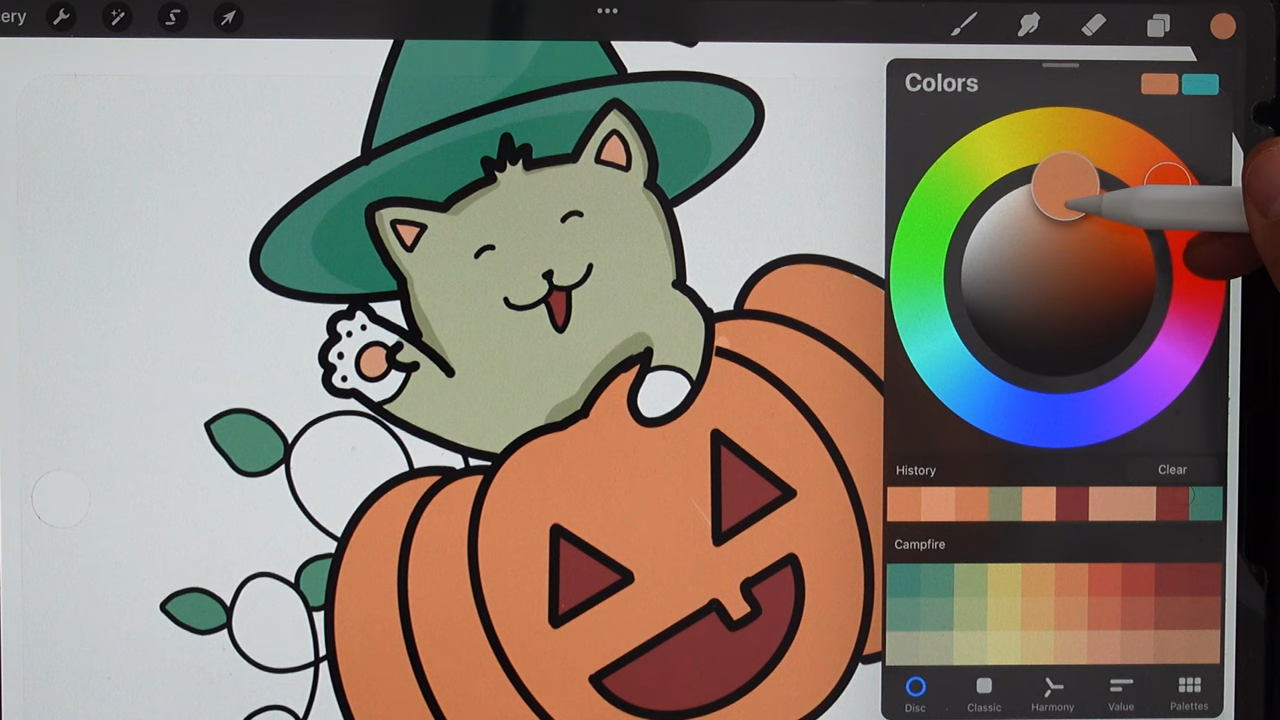 ery
Colors
History
Clear
Campfire
Disc
Classic
Harmony
Value
Palettes